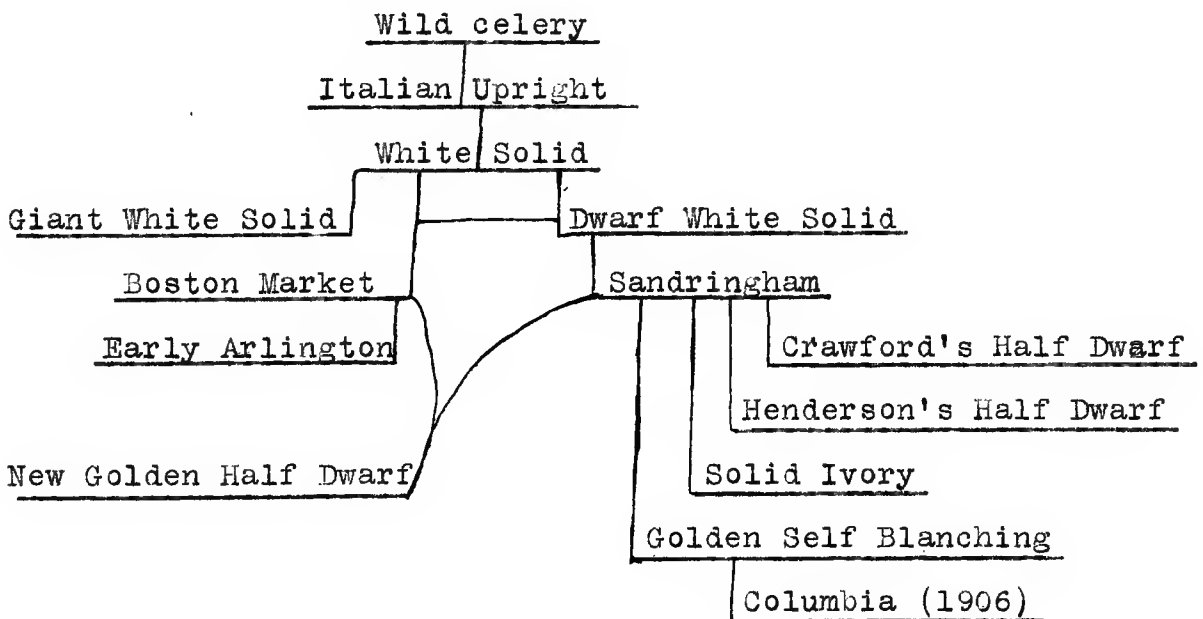 Wild celery
Italian Upright
White Solid
Giant White Solid
Dwarf White Solid
Boston Market
Sandringham
Early Arlington
Crawford's Half Dwarf
Henderson's Half Dwarf
New Golden Half Dwarf
Solid Ivory
Golden Self Blanching
Columbia (1906)